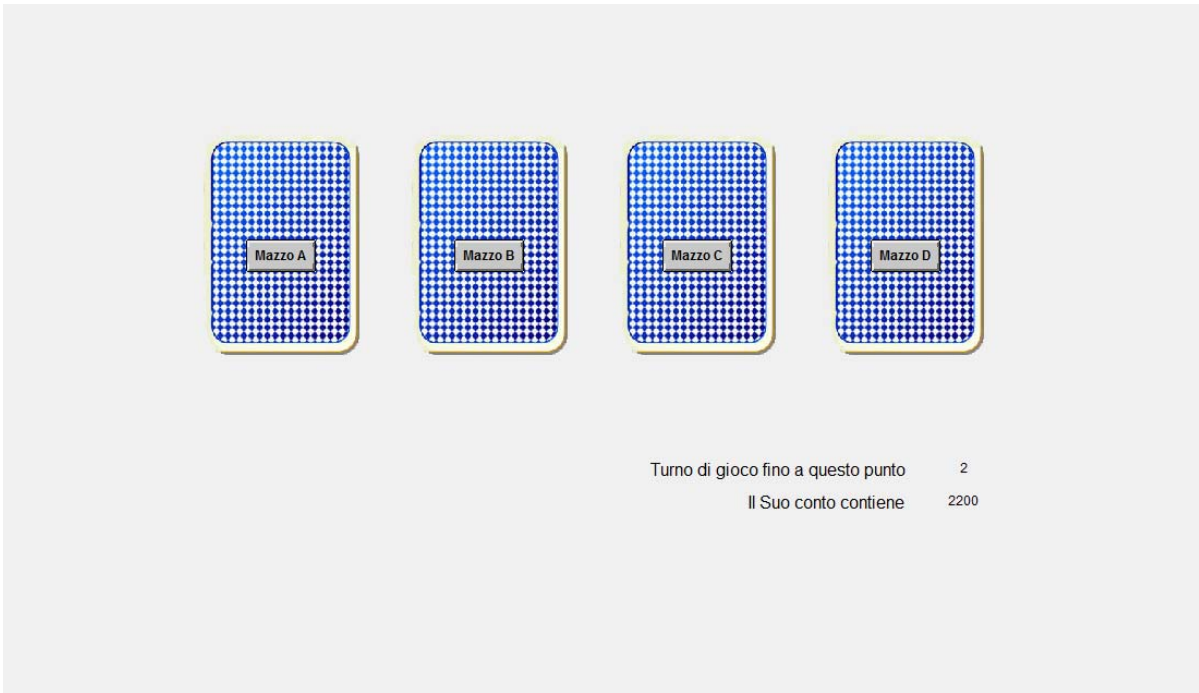 Mazzo A
Mazzo B
Mazzo C
Mazzo D
Turno di gioco fino a questo punto 2
Il Suo conto contiene 2200